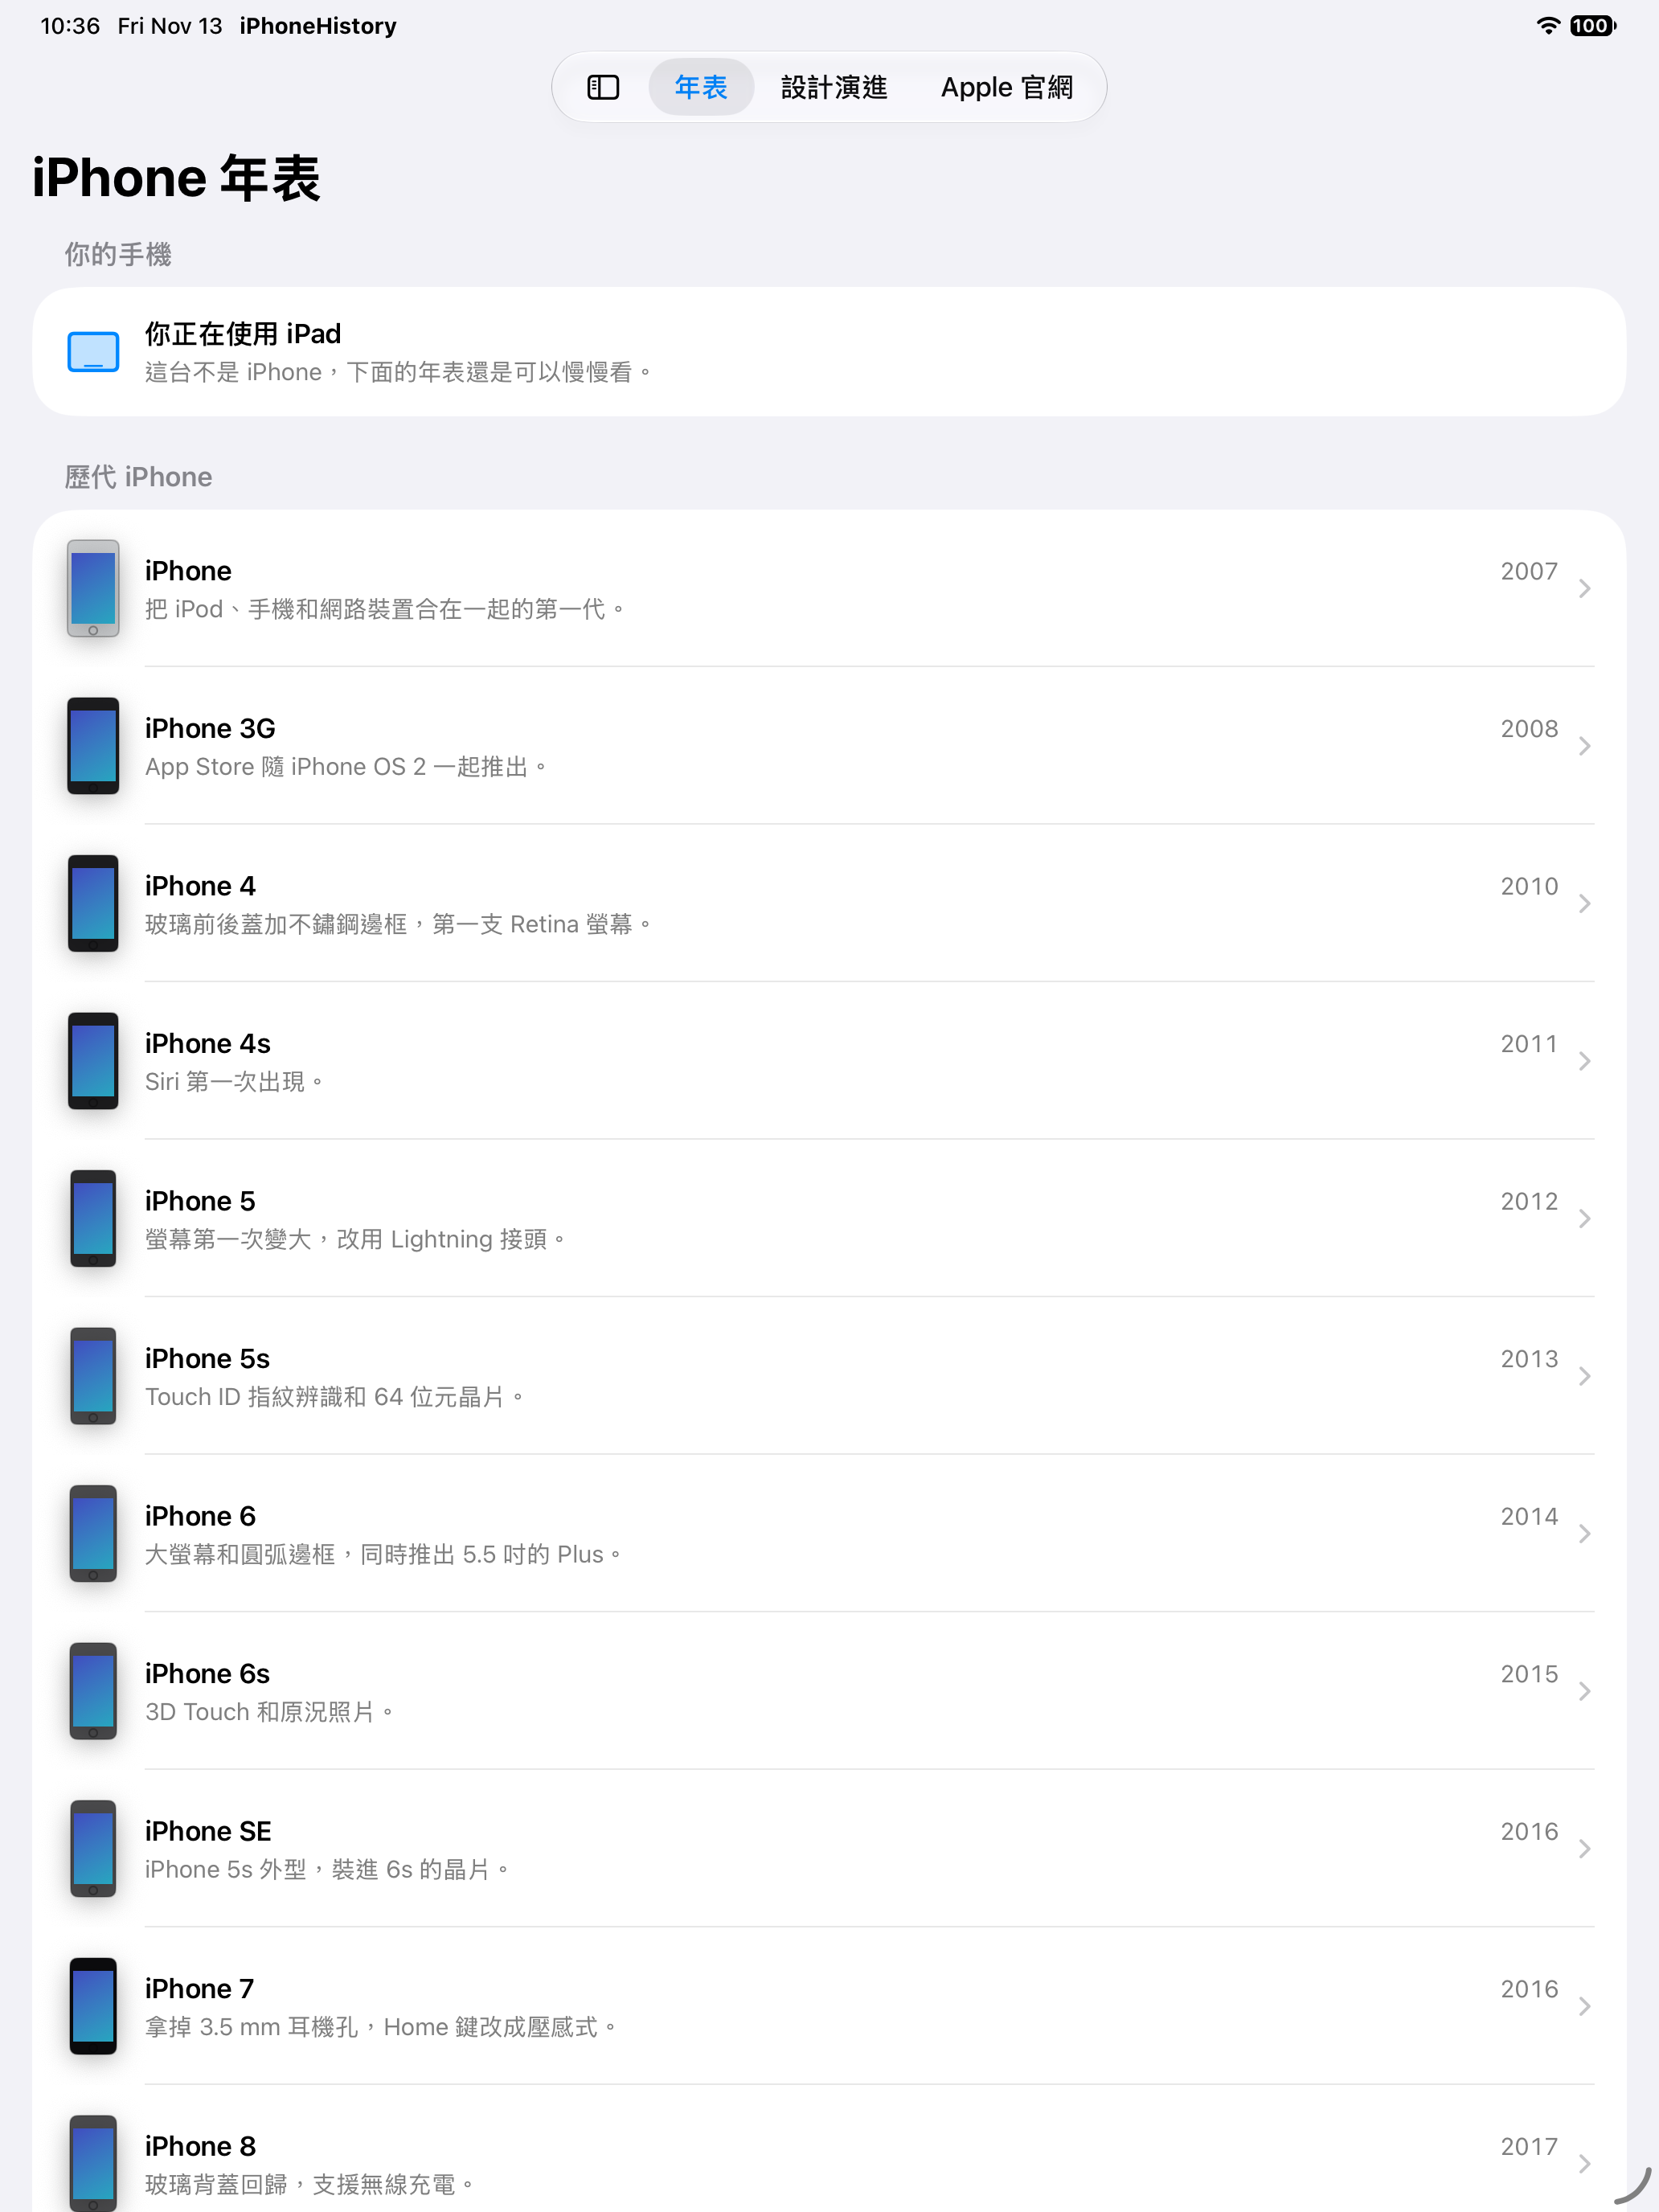 10:36 Fri Nov 13 iPhoneHistory 100
年表 設計演進 Apple 官網
iPhone 年表
你的手機
你正在使用 iPad
這台不是 iPhone，下面的年表還是可以慢慢看。
歷代 iPhone
iPhone 2007
把 iPod、手機和網路裝置合在一起的第一代。
iPhone 3G 2008
App Store 隨 iPhone OS 2 一起推出。
iPhone 4 2010
玻璃前後蓋加不鏽鋼邊框，第一支 Retina 螢幕。
iPhone 4s 2011
Siri 第一次出現。
iPhone 5 2012
螢幕第一次變大，改用 Lightning 接頭。
iPhone 5s 2013
Touch ID 指紋辨識和 64 位元晶片。
iPhone 6 2014
大螢幕和圓弧邊框，同時推出 5.5 吋的 Plus。
iPhone 6s 2015
3D Touch 和原況照片。
iPhone SE 2016
iPhone 5s 外型，裝進 6s 的晶片。
iPhone 7 2016
拿掉 3.5 mm 耳機孔，Home 鍵改成壓感式。
iPhone 8 2017
玻璃背蓋回歸，支援無線充電。